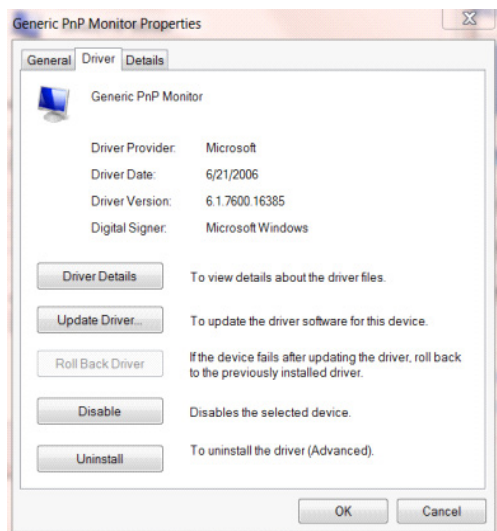 Generic PnP Monitor Properties
General Driver Details
Generic PnP Monitor
Driver Provider: Microsoft
Driver Date: 6/21/2006
Driver Version: 6.1.7600.16385
Digital Signer: Microsoft Windows
Driver Details To view details about the driver files.
Update Driver... To update the driver software for this device.
Roll Back Driver If the device fails after updating the driver, roll back
to the previously installed driver.
Disable Disables the selected device.
Uninstall To uninstall the driver (Advanced).
OK Cancel